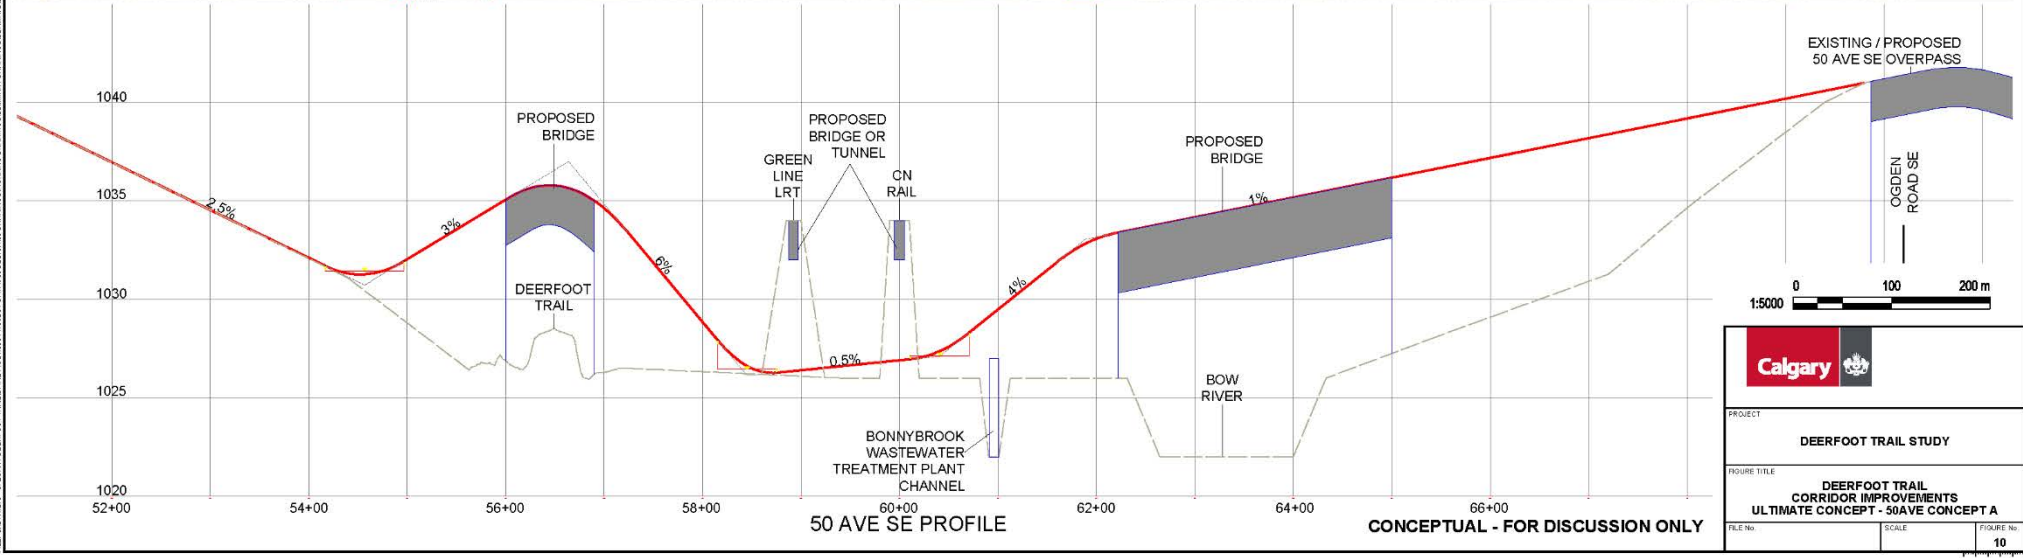 1040
1035
1030
1025
1020
52+00
54+00
56+00
58+00
60+00
62+00
64+00
66+00
2.5%
3%
6%
0.5%
4%
1%
PROPOSED
BRIDGE
DEERFOOT
TRAIL
GREEN
LINE
LRT
PROPOSED
BRIDGE OR
TUNNEL
CN
RAIL
BONNYBROOK
WASTEWATER
TREATMENT PLANT
CHANNEL
PROPOSED
BRIDGE
BOW
RIVER
EXISTING / PROPOSED
50 AVE SE OVERPASS
OGDEN
ROAD SE
1:5000
0 100 200 m
50 AVE SE PROFILE
CONCEPTUAL - FOR DISCUSSION ONLY
Calgary
PROJECT
DEERFOOT TRAIL STUDY
FIGURE TITLE
DEERFOOT TRAIL
CORRIDOR IMPROVEMENTS
ULTIMATE CONCEPT - 50AVE CONCEPT A
FILE No.
SCALE
FIGURE No.
10